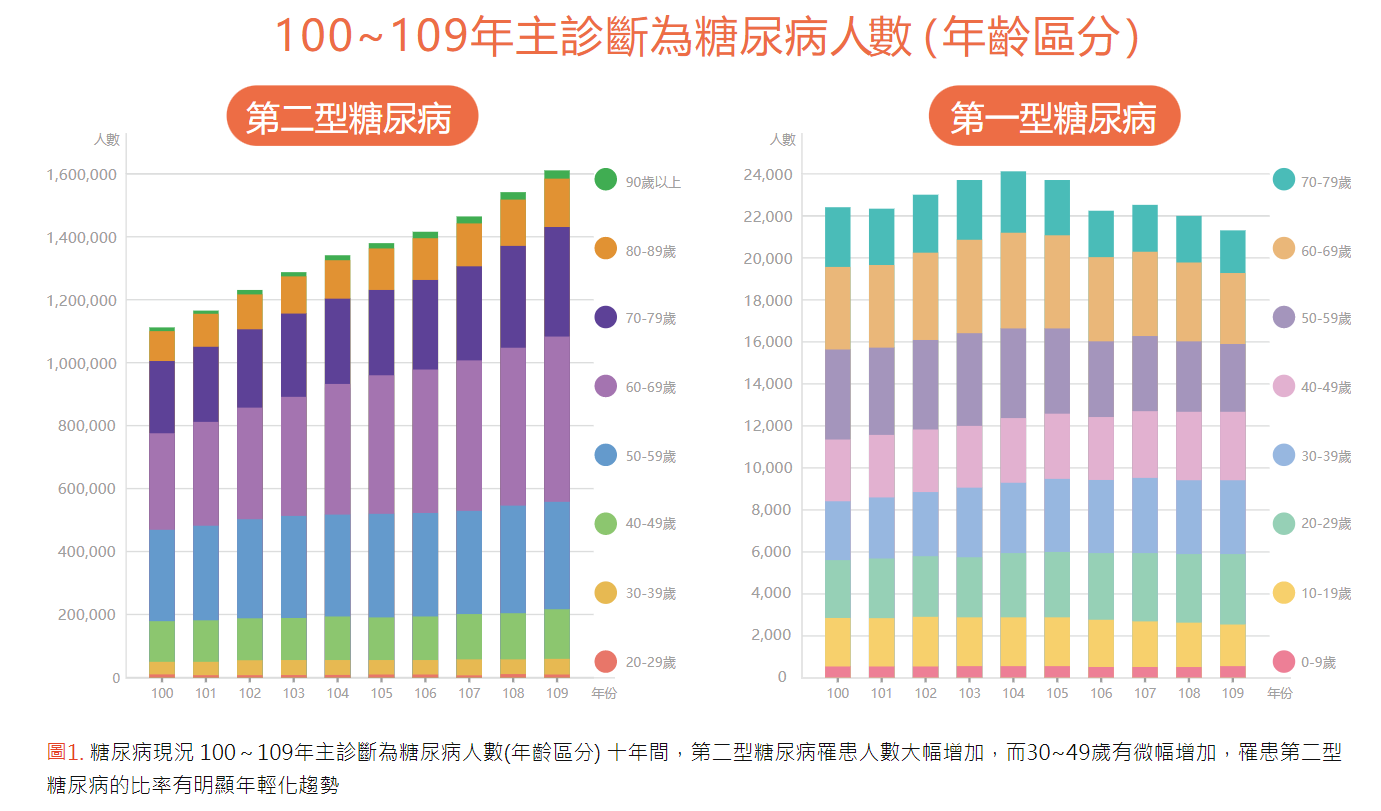 100~109年主診斷為糖尿病人數(年齡區分)
第二型糖尿病
人數
1,600,000
1,400,000
1,200,000
1,000,000
800,000
600,000
400,000
200,000
0
100 101 102 103 104 105 106 107 108 109 年份
90歲以上
80-89歲
70-79歲
60-69歲
50-59歲
40-49歲
30-39歲
20-29歲
第一型糖尿病
人數
24,000
22,000
20,000
18,000
16,000
14,000
12,000
10,000
8,000
6,000
4,000
2,000
0
100 101 102 103 104 105 106 107 108 109 年份
70-79歲
60-69歲
50-59歲
40-49歲
30-39歲
20-29歲
10-19歲
0-9歲
圖1. 糖尿病現況 100～109年主診斷為糖尿病人數(年齡區分) 十年間，第二型糖尿病罹患人數大幅增加，而30~49歲有微幅增加，罹患第二型
糖尿病的比率有明顯年輕化趨勢